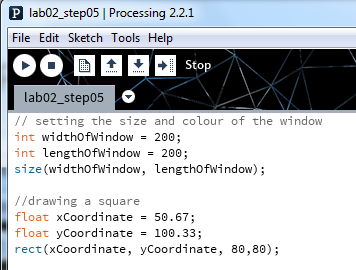 lab02_step05 | Processing 2.2.1
File Edit Sketch Tools Help
Stop
lab02_step05
// setting the size and colour of the window
int widthOfWindow = 200;
int lengthOfWindow = 200;
size(widthOfWindow, lengthOfWindow);
//drawing a square
float xCoordinate = 50.67;
float yCoordinate = 100.33;
rect(xCoordinate, yCoordinate, 80,80);